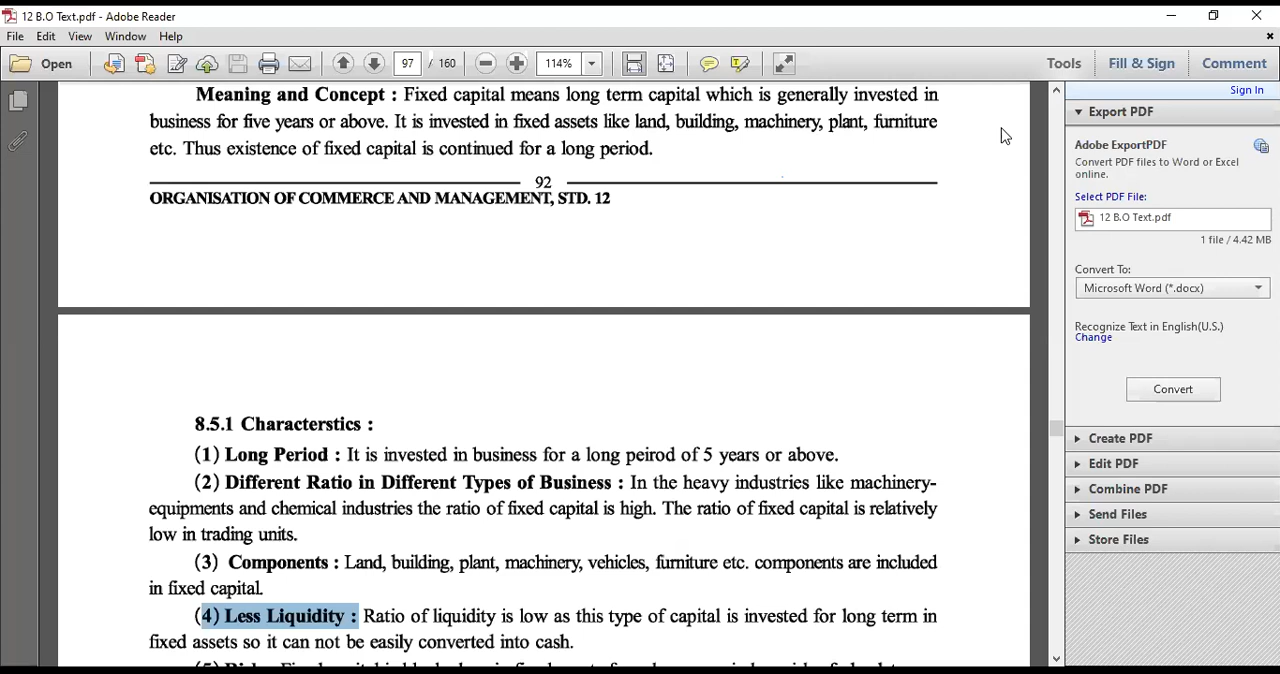 12 B.O Text.pdf - Adobe Reader
File Edit View Window Help
Open 97 / 160 114% Tools Fill & Sign Comment
Sign In
Export PDF
Adobe ExportPDF
Convert PDF files to Word or Excel
online.
Select PDF File:
12 B.O Text.pdf
1 file / 4.42 MB
Convert To:
Microsoft Word (*.docx)
Recognize Text in English(U.S.)
Change
Convert
Create PDF
Edit PDF
Combine PDF
Send Files
Store Files
Meaning and Concept : Fixed capital means long term capital which is generally invested in
business for five years or above. It is invested in fixed assets like land, building, machinery, plant, furniture
etc. Thus existence of fixed capital is continued for a long period.
92
ORGANISATION OF COMMERCE AND MANAGEMENT, STD. 12
8.5.1 Characterstics :
(1) Long Period : It is invested in business for a long peirod of 5 years or above.
(2) Different Ratio in Different Types of Business : In the heavy industries like machinery-
equipments and chemical industries the ratio of fixed capital is high. The ratio of fixed capital is relatively
low in trading units.
(3) Components : Land, building, plant, machinery, vehicles, furniture etc. components are included
in fixed capital.
(4) Less Liquidity : Ratio of liquidity is low as this type of capital is invested for long term in
fixed assets so it can not be easily converted into cash.